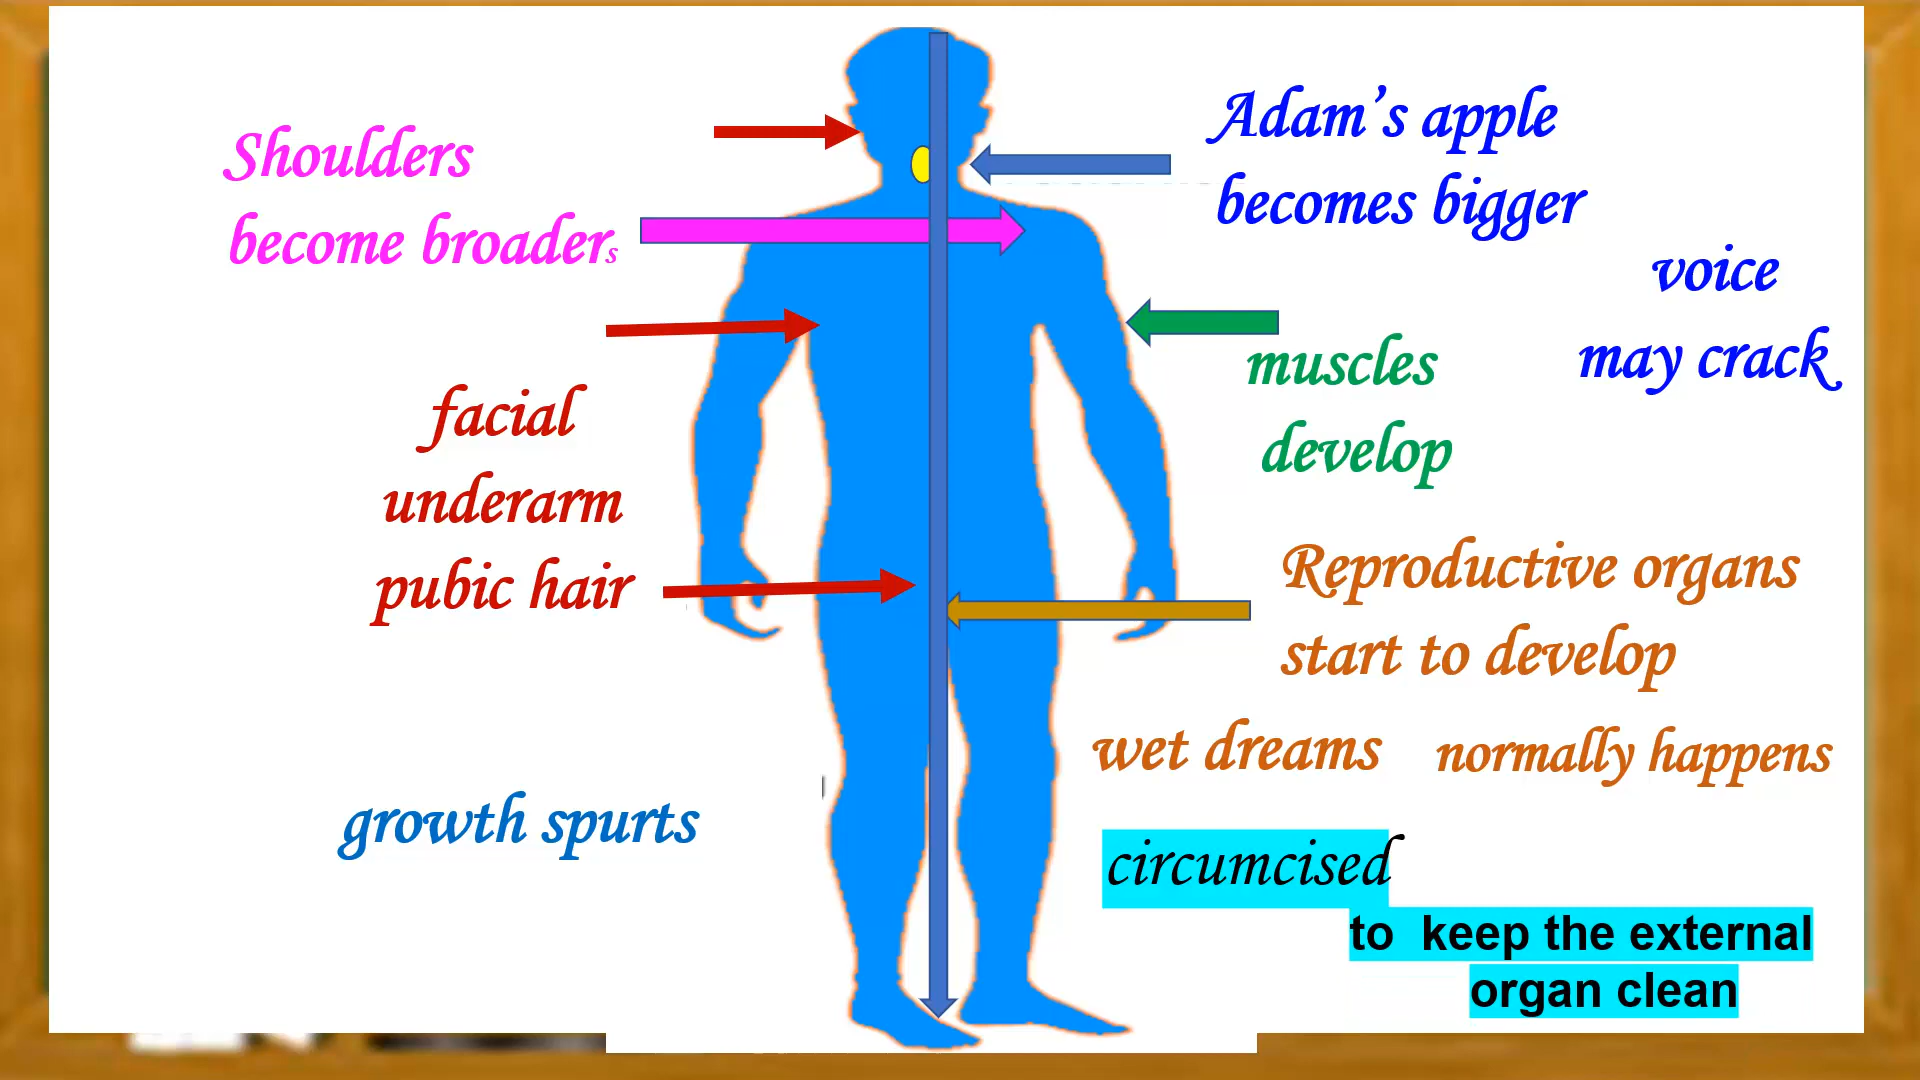 Shoulders
become broaders
facial
underarm
pubic hair
growth spurts
Adam’s apple
becomes bigger
voice
may crack
muscles
develop
Reproductive organs
start to develop
wet dreams normally happens
circumcised
to keep the external
organ clean